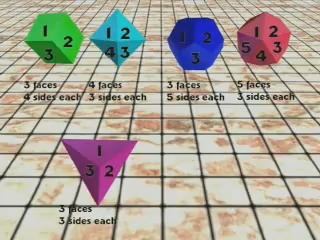 1 2
3
1 2
4 3
1 2
3
1 2
5 3
4
3 faces
4 sides each
4 faces
3 sides each
3 faces
5 sides each
5 faces
3 sides each
1
3 2
3 faces
3 sides each